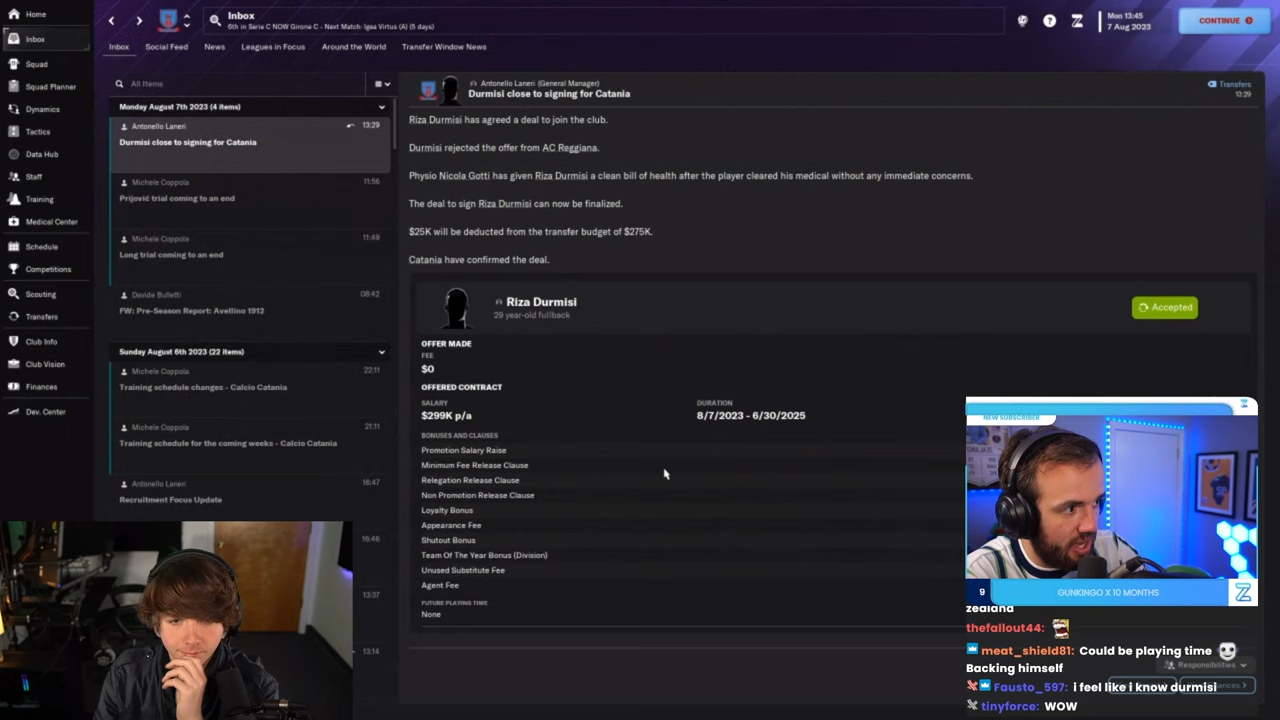 Home
Inbox
Squad
Squad Planner
Dynamics
Tactics
Data Hub
Staff
Training
Medical Center
Schedule
Competitions
Scouting
Transfers
Club Info
Club Vision
Finances
Dev. Center
Inbox
6th in Serie C NOW Girone C - Next Match: Igea Virtus (A) (5 days)
Mon 13:45
7 Aug 2023
CONTINUE
Inbox
Social Feed
News
Leagues in Focus
Around the World
Transfer Window News
All Items
Monday August 7th 2023 (4 items)
Antonello Laneri 13:29
Durmisi close to signing for Catania
Michele Coppola 11:56
Prijović trial coming to an end
Michele Coppola 11:49
Long trial coming to an end
Davide Bulletti 08:42
FW: Pre-Season Report: Avellino 1912
Sunday August 6th 2023 (22 items)
Michele Coppola 22:11
Training schedule changes - Calcio Catania
Michele Coppola 21:11
Training schedule for the coming weeks - Calcio Catania
Antonello Laneri 16:47
Recruitment Focus Update
16:46
13:37
13:14
Antonello Laneri (General Manager)
Durmisi close to signing for Catania
Transfers
13:29
Riza Durmisi has agreed a deal to join the club.
Durmisi rejected the offer from AC Reggiana.
Physio Nicola Gotti has given Riza Durmisi a clean bill of health after the player cleared his medical without any immediate concerns.
The deal to sign Riza Durmisi can now be finalized.
$25K will be deducted from the transfer budget of $275K.
Catania have confirmed the deal.
Riza Durmisi
29 year-old fullback
Accepted
OFFER MADE
FEE
$0
OFFERED CONTRACT
SALARY
$299K p/a
DURATION
8/7/2023 - 6/30/2025
BONUSES AND CLAUSES
Promotion Salary Raise
Minimum Fee Release Clause
Relegation Release Clause
Non Promotion Release Clause
Loyalty Bonus
Appearance Fee
Shutout Bonus
Team Of The Year Bonus (Division)
Unused Substitute Fee
Agent Fee
FUTURE PLAYING TIME
None
Responsibilities
NEW SUBSCRIBER
9 GUNKINGO X 10 MONTHS
zealand
thefallout44:
meat_shield81: Could be playing time
Backing himself
Fausto_597: i feel like i know durmisi
tinyforce: WOW